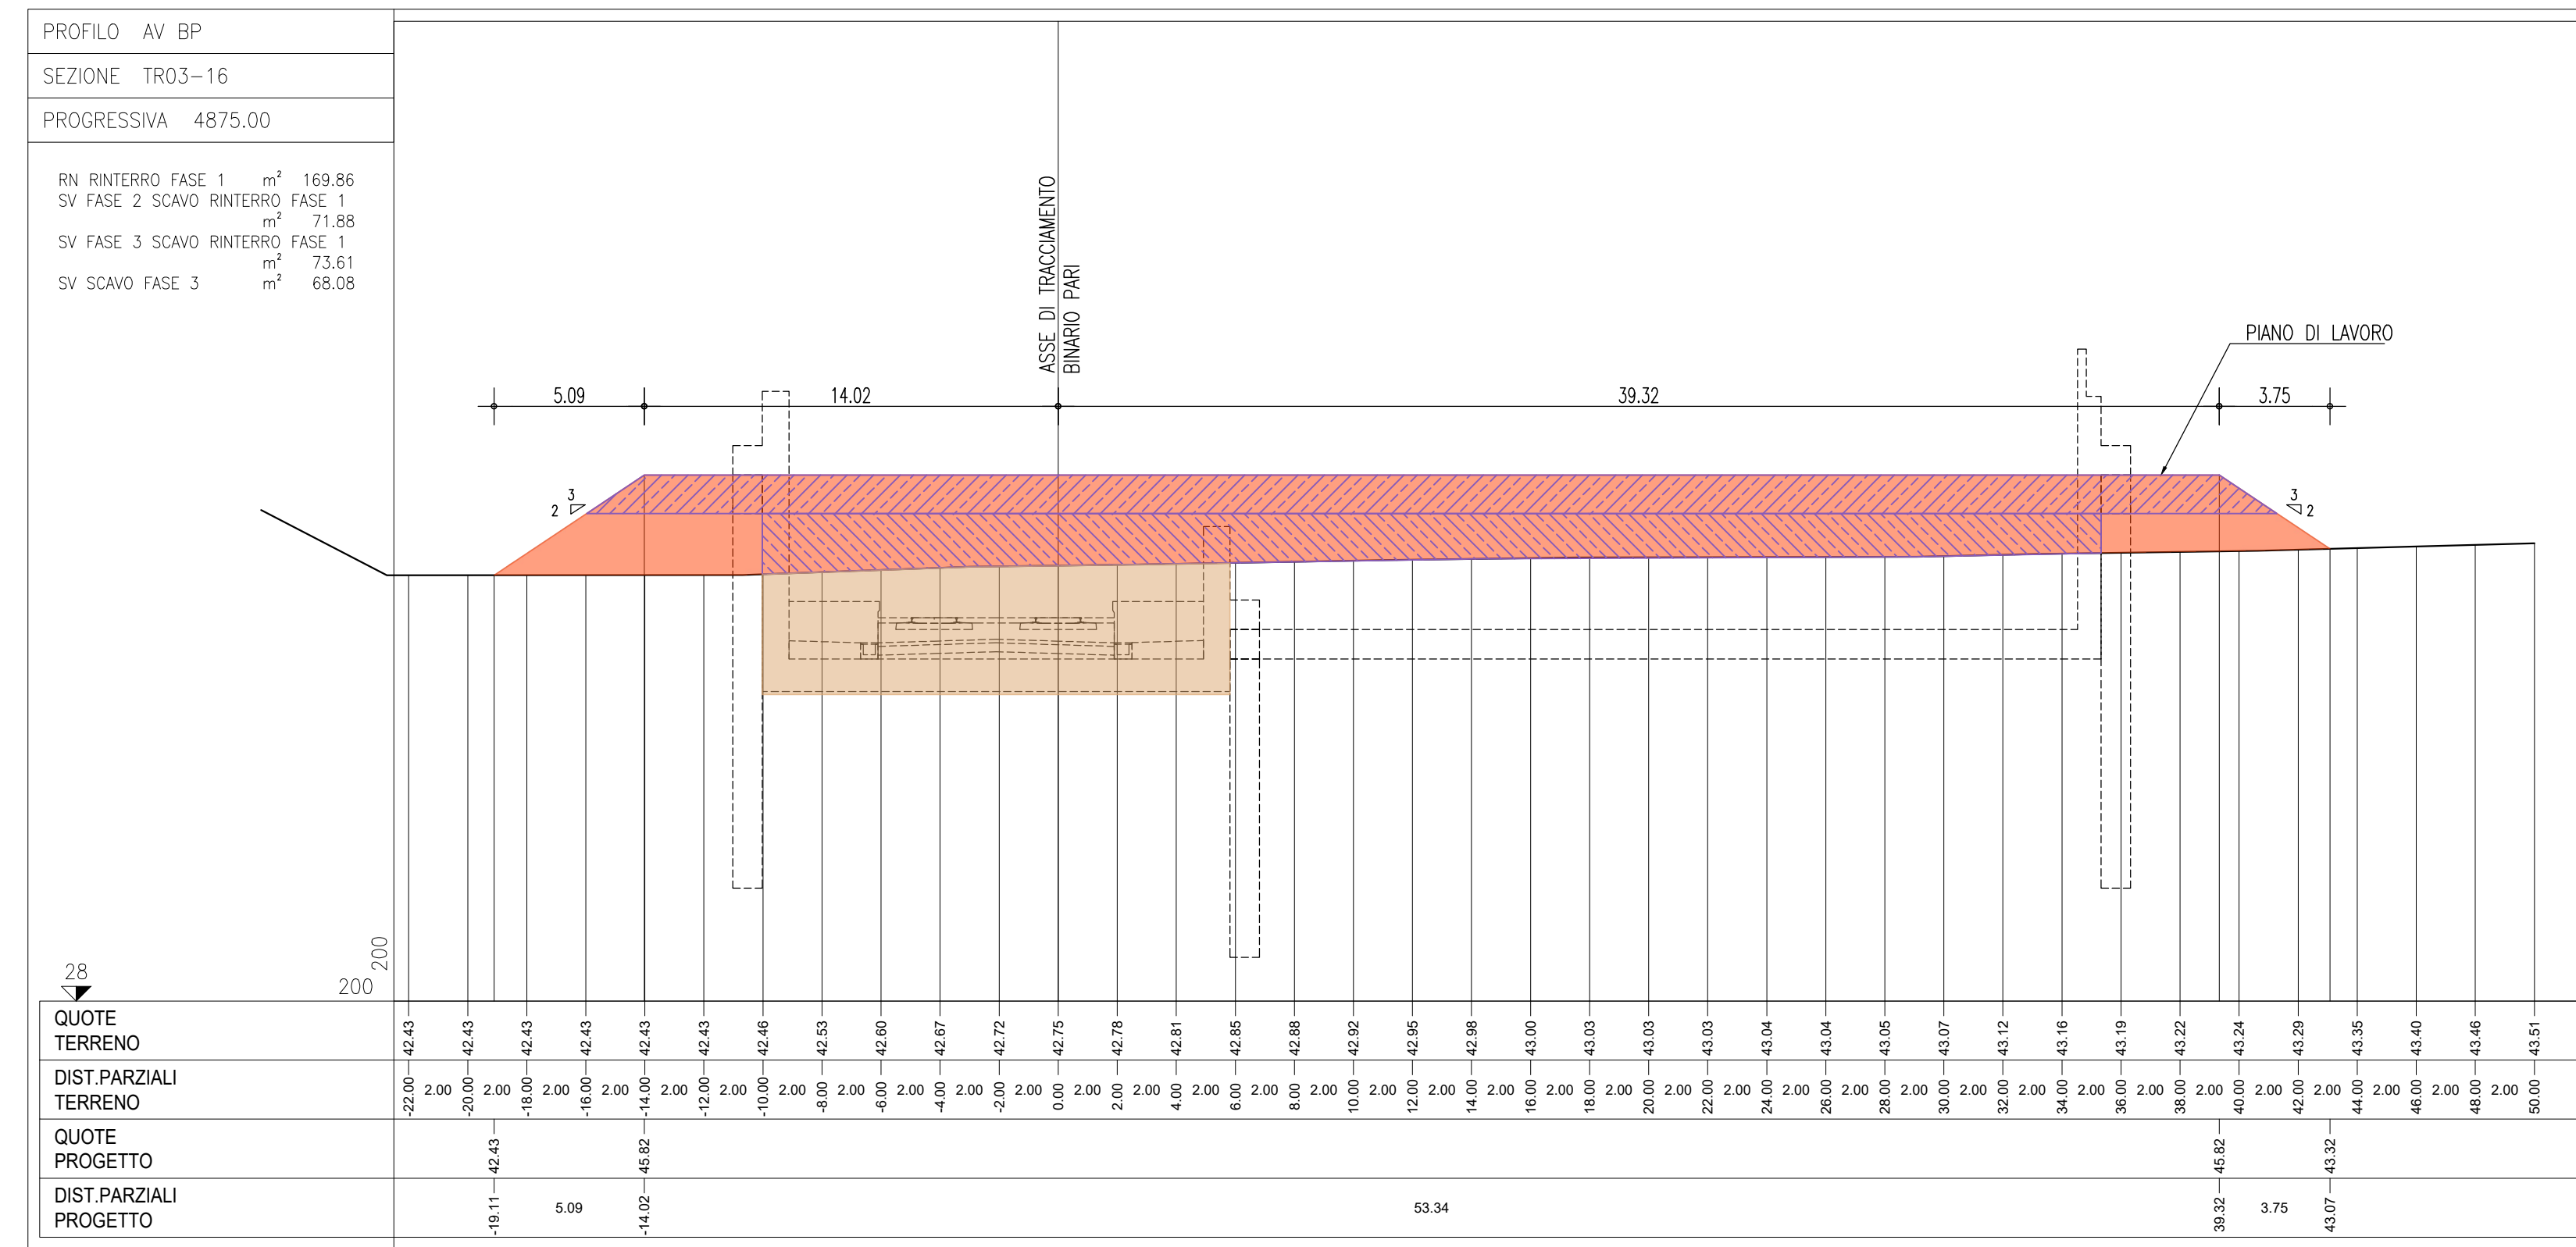 PROFILO AV BP
SEZIONE TR03-16
PROGRESSIVA 4875.00
RN RINTERRO FASE 1 m² 169.86
SV FASE 2 SCAVO RINTERRO FASE 1
m² 71.88
SV FASE 3 SCAVO RINTERRO FASE 1
m² 73.61
SV SCAVO FASE 3 m² 68.08
ASSE DI TRACCIAMENTO
BINARIO PARI
PIANO DI LAVORO
5.09 14.02 39.32 3.75
3
2
3
2
28
200
200
QUOTE
TERRENO
42.43 42.43 42.43 42.43 42.43 42.43 42.46 42.53 42.60 42.67 42.72 42.75 42.78 42.81 42.85 42.88 42.92 42.95 42.98 43.00 43.03 43.03 43.03 43.04 43.04 43.05 43.07 43.12 43.16 43.19 43.22 43.24 43.29 43.35 43.40 43.46 43.51
DIST.PARZIALI
TERRENO
-22.00 2.00 -20.00 2.00 -18.00 2.00 -16.00 2.00 -14.00 2.00 -12.00 2.00 -10.00 2.00 -8.00 2.00 -6.00 2.00 -4.00 2.00 -2.00 2.00 0.00 2.00 2.00 2.00 4.00 2.00 6.00 2.00 8.00 2.00 10.00 2.00 12.00 2.00 14.00 2.00 16.00 2.00 18.00 2.00 20.00 2.00 22.00 2.00 24.00 2.00 26.00 2.00 28.00 2.00 30.00 2.00 32.00 2.00 34.00 2.00 36.00 2.00 38.00 2.00 40.00 2.00 42.00 2.00 44.00 2.00 46.00 2.00 48.00 2.00 50.00
QUOTE
PROGETTO
42.43 45.82 45.82 43.32
DIST.PARZIALI
PROGETTO
-19.11 5.09 -14.02 53.34 39.32 3.75 43.07